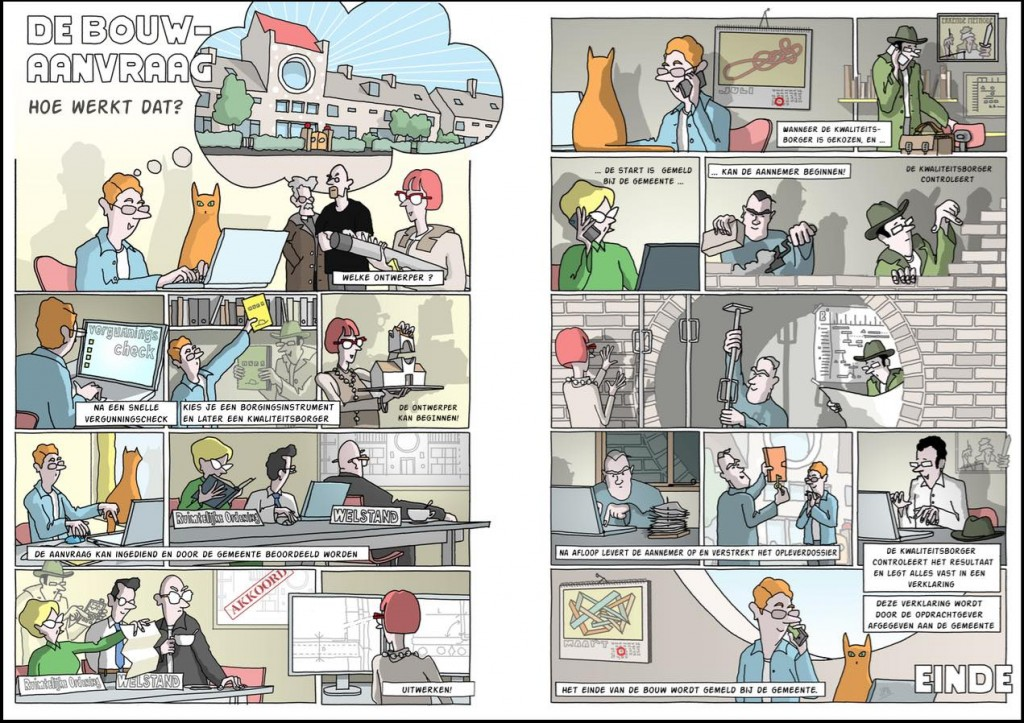 DE BOUW-
AANVRAAG
HOE WERKT DAT?
WELKE ONTWERPER ?
vergunnings
check
NA EEN SNELLE
VERGUNNINGSCHECK
KIES JE EEN BORGINGSINSTRUMENT
EN LATER EEN KWALITEITSBORGER
DE ONTWERPER
KAN BEGINNEN!
Ruimtelijke Ordening
WELSTAND
DE AANVRAAG KAN INGEDIEND EN DOOR DE GEMEENTE BEOORDEELD WORDEN
AKKOORD
Ruimtelijke Ordening
WELSTAND
UITWERKEN!
JULI
ERKENDE METHODE
WANNEER DE KWALITEITS-
BORGER IS GEKOZEN, EN ...
... DE START IS GEMELD
BIJ DE GEMEENTE ...
... KAN DE AANNEMER BEGINNEN!
DE KWALITEITSBORGER
CONTROLEERT
NA AFLOOP LEVERT DE AANNEMER OP EN VERSTREKT HET OPLEVERDOSSIER
DE KWALITEITSBORGER
CONTROLEERT HET RESULTAAT
EN LEGT ALLES VAST IN EEN
VERKLARING
DEZE VERKLARING WORDT
DOOR DE OPDRACHTGEVER
AFGEGEVEN AAN DE GEMEENTE
MAART
HET EINDE VAN DE BOUW WORDT GEMELD BIJ DE GEMEENTE.
EINDE